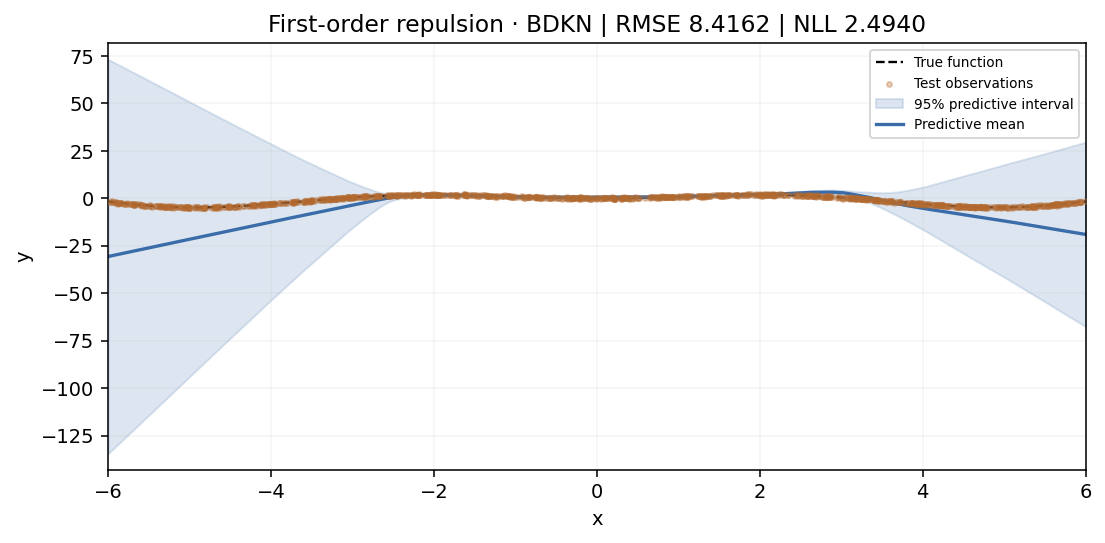 First-order repulsion · BDKN | RMSE 8.4162 | NLL 2.4940
True function
Test observations
95% predictive interval
Predictive mean
75
50
25
0
−25
−50
−75
−100
−125
y
−6
−4
−2
0
2
4
6
x